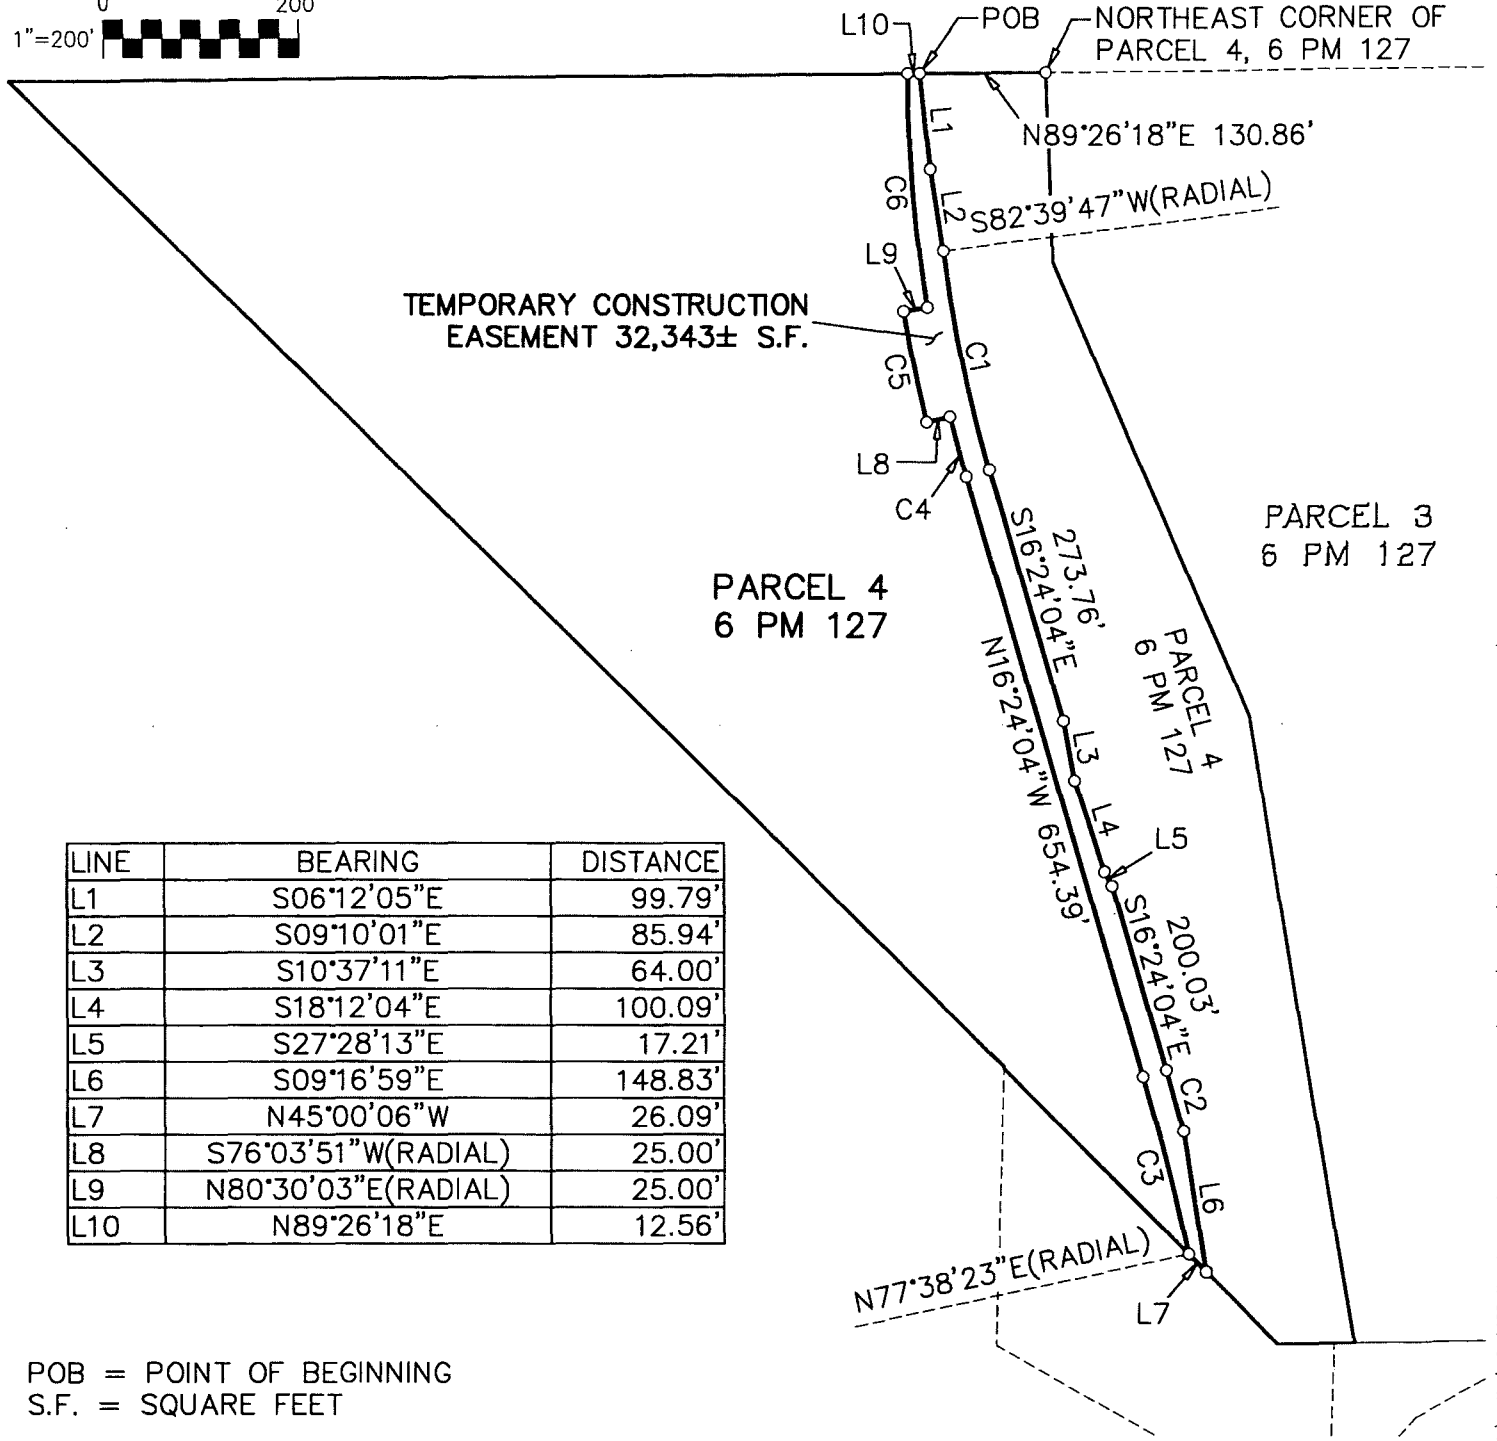 0 200
1"=200'
L10
POB
NORTHEAST CORNER OF
PARCEL 4, 6 PM 127
L1
N89°26'18"E 130.86'
C6
L2
S82°39'47"W(RADIAL)
L9
TEMPORARY CONSTRUCTION
EASEMENT 32,343± S.F.
C1
C5
L8
C4
S16°24'04"E
273.76'
PARCEL 3
6 PM 127
PARCEL 4
6 PM 127
PARCEL 4
6 PM 127
N16°24'04"W 654.39'
L3
L4
L5
S16°24'04"E
200.03'
C2
C3
L6
N77°38'23"E(RADIAL)
L7
LINE BEARING DISTANCE
L1 S06°12'05"E 99.79'
L2 S09°10'01"E 85.94'
L3 S10°37'11"E 64.00'
L4 S18°12'04"E 100.09'
L5 S27°28'13"E 17.21'
L6 S09°16'59"E 148.83'
L7 N45°00'06"W 26.09'
L8 S76°03'51"W(RADIAL) 25.00'
L9 N80°30'03"E(RADIAL) 25.00'
L10 N89°26'18"E 12.56'
POB = POINT OF BEGINNING
S.F. = SQUARE FEET